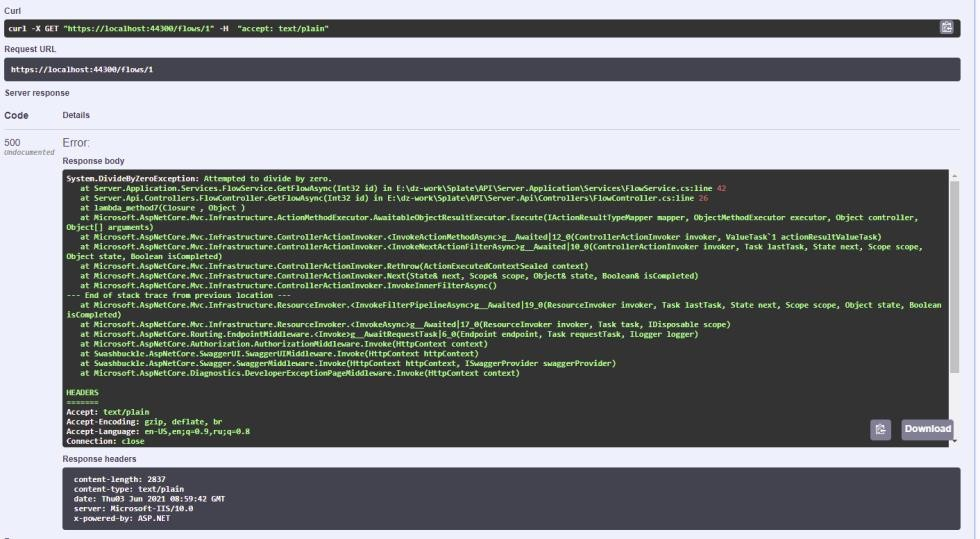 Curl
curl -X GET "https://localhost:44300/flows/1" -H  "accept: text/plain"
Request URL
https://localhost:44300/flows/1
Server response
Code Details
500 Error:
Undocumented
Response body
System.DivideByZeroException: Attempted to divide by zero.
at Server.Application.Services.FlowService.GetFlowAsync(Int32 id) in E:\dz-work\Splate\API\Server.Application\Services\FlowService.cs:line 42
at Server.Api.Controllers.FlowController.GetFlowAsync(Int32 id) in E:\dz-work\Splate\API\Server.Api\Controllers\FlowController.cs:line 26
at lambda_method7(Closure , Object )
at Microsoft.AspNetCore.Mvc.Infrastructure.ActionMethodExecutor.AwaitableObjectResultExecutor.Execute(IActionResultTypeMapper mapper, ObjectMethodExecutor executor, Object controller,
Object[] arguments)
at Microsoft.AspNetCore.Mvc.Infrastructure.ControllerActionInvoker.<InvokeActionMethodAsync>g__Awaited|12_0(ControllerActionInvoker invoker, ValueTask`1 actionResultValueTask)
at Microsoft.AspNetCore.Mvc.Infrastructure.ControllerActionInvoker.<InvokeNextActionFilterAsync>g__Awaited|10_0(ControllerActionInvoker invoker, Task lastTask, State next, Scope scope,
Object state, Boolean isCompleted)
at Microsoft.AspNetCore.Mvc.Infrastructure.ControllerActionInvoker.Rethrow(ActionExecutedContextSealed context)
at Microsoft.AspNetCore.Mvc.Infrastructure.ControllerActionInvoker.Next(State& next, Scope& scope, Object& state, Boolean& isCompleted)
at Microsoft.AspNetCore.Mvc.Infrastructure.ControllerActionInvoker.InvokeInnerFilterAsync()
--- End of stack trace from previous location ---
at Microsoft.AspNetCore.Mvc.Infrastructure.ResourceInvoker.<InvokeFilterPipelineAsync>g__Awaited|19_0(ResourceInvoker invoker, Task lastTask, State next, Scope scope, Object state, Boolean
isCompleted)
at Microsoft.AspNetCore.Mvc.Infrastructure.ResourceInvoker.<InvokeAsync>g__Awaited|17_0(ResourceInvoker invoker, Task task, IDisposable scope)
at Microsoft.AspNetCore.Routing.EndpointMiddleware.<Invoke>g__AwaitRequestTask|6_0(Endpoint endpoint, Task requestTask, ILogger logger)
at Microsoft.AspNetCore.Authorization.AuthorizationMiddleware.Invoke(HttpContext context)
at Swashbuckle.AspNetCore.SwaggerUI.SwaggerUIMiddleware.Invoke(HttpContext httpContext)
at Swashbuckle.AspNetCore.Swagger.SwaggerMiddleware.Invoke(HttpContext httpContext, ISwaggerProvider swaggerProvider)
at Microsoft.AspNetCore.Diagnostics.DeveloperExceptionPageMiddleware.Invoke(HttpContext context)
HEADERS
=======
Accept: text/plain
Accept-Encoding: gzip, deflate, br
Accept-Language: en-US,en;q=0.9,ru;q=0.8
Connection: close
Download
Response headers
content-length: 2837
content-type: text/plain
date: Thu03 Jun 2021 08:59:42 GMT
server: Microsoft-IIS/10.0
x-powered-by: ASP.NET